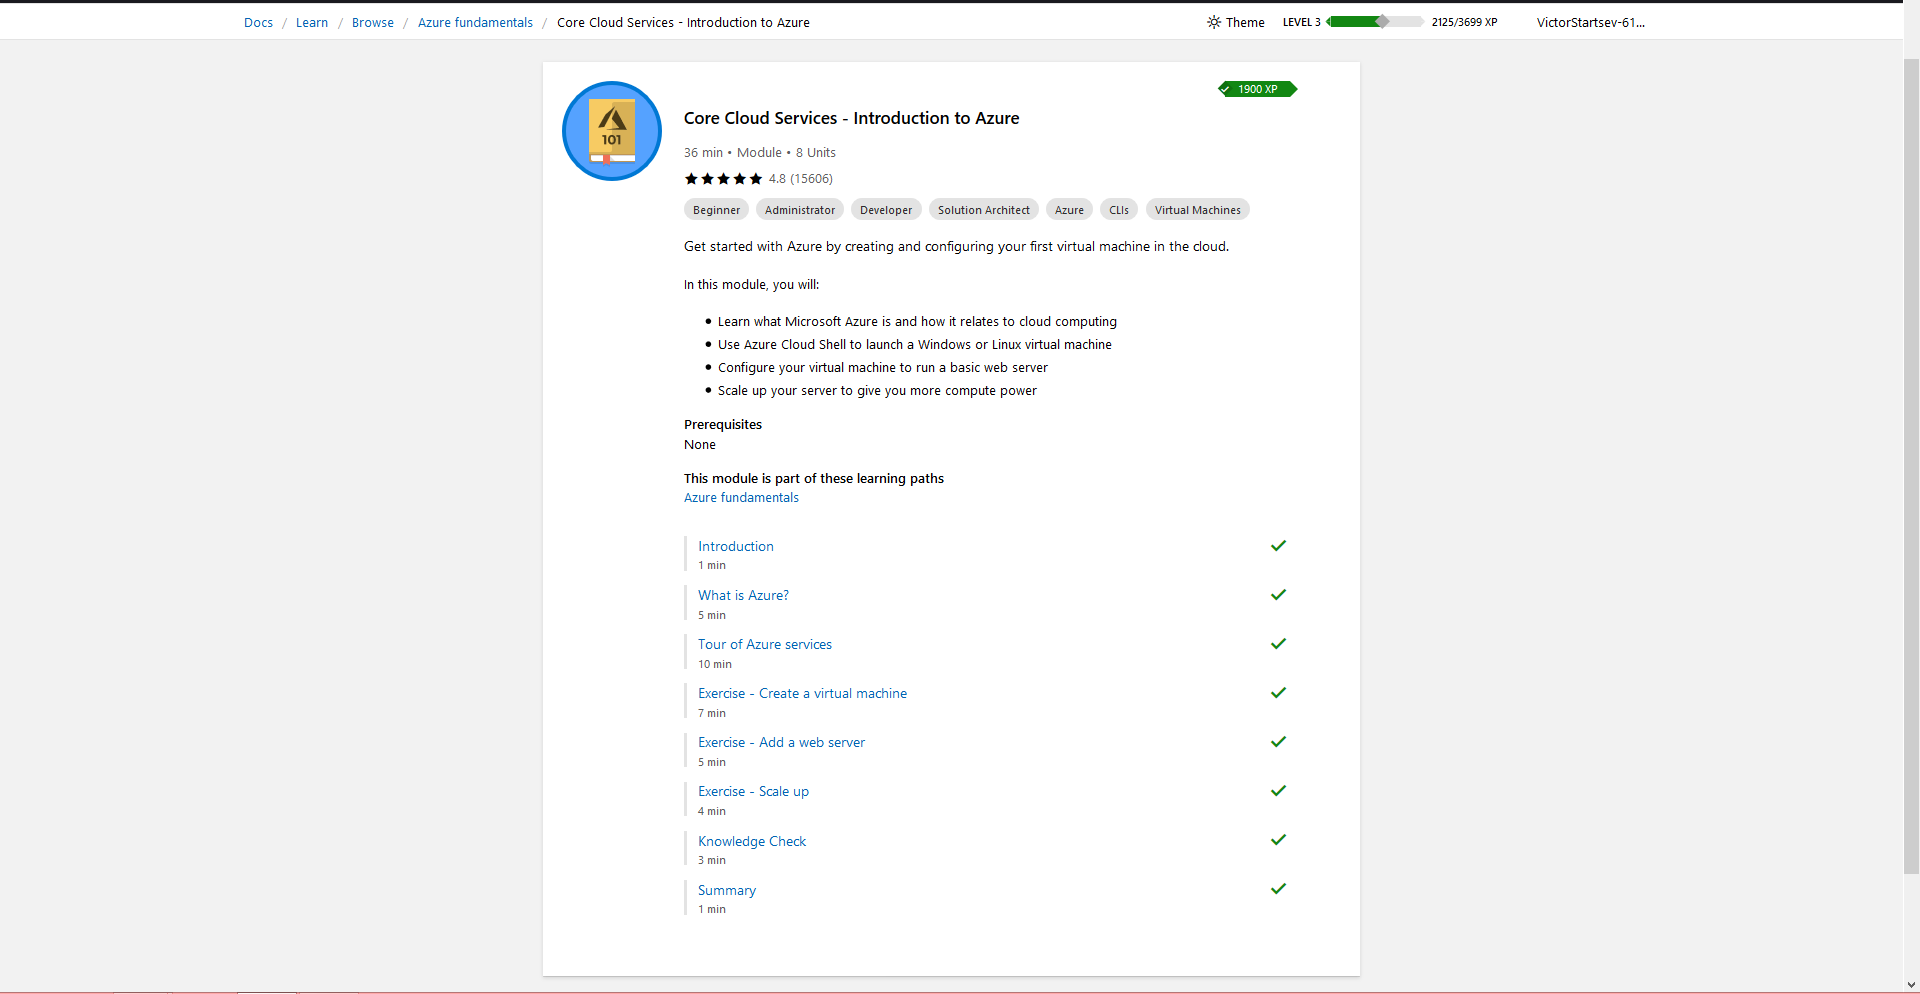 Docs / Learn / Browse / Azure fundamentals / Core Cloud Services - Introduction to Azure
Theme LEVEL 3 2125/3699 XP VictorStartsev-61...
1900 XP
101
Core Cloud Services - Introduction to Azure
36 min • Module • 8 Units
4.8 (15606)
Beginner Administrator Developer Solution Architect Azure CLIs Virtual Machines
Get started with Azure by creating and configuring your first virtual machine in the cloud.
In this module, you will:
• Learn what Microsoft Azure is and how it relates to cloud computing
• Use Azure Cloud Shell to launch a Windows or Linux virtual machine
• Configure your virtual machine to run a basic web server
• Scale up your server to give you more compute power
Prerequisites
None
This module is part of these learning paths
Azure fundamentals
Introduction
1 min
What is Azure?
5 min
Tour of Azure services
10 min
Exercise - Create a virtual machine
7 min
Exercise - Add a web server
5 min
Exercise - Scale up
4 min
Knowledge Check
3 min
Summary
1 min